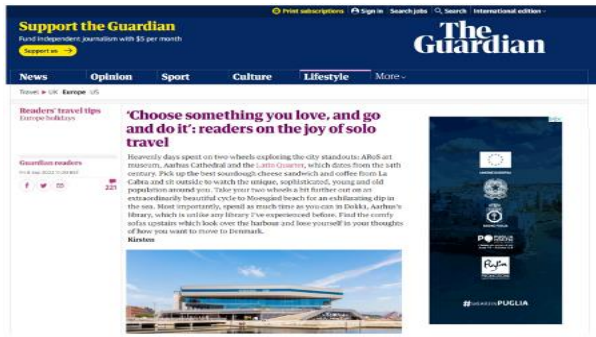 Print subscriptions Sign in Search jobs Search International edition
Support the Guardian
Fund independent journalism with $5 per month
Support us →
The Guardian
News Opinion Sport Culture Lifestyle More
Travel ▶ UK Europe US
Readers' travel tips
Europe holidays
Guardian readers
221
'Choose something you love, and go
and do it': readers on the joy of solo
travel
Heavenly days spent on two wheels exploring the city standouts: ARoS art
museum, Aarhus Cathedral and the Latin Quarter, which dates from the 14th
century. Pick up the best sourdough cheese sandwich and coffee from La
Cabra and sit outside to watch the unique, sophisticated, young and old
population around you. Take your two wheels a bit further out on an
extraordinarily beautiful cycle to Moesgård beach for an exhilarating dip in
the sea. Most importantly, spend as much time as you can in Dokk1, Aarhus's
library, which is unlike any library I've experienced before. Find the comfy
sofas upstairs which look over the harbour and lose yourself in your thoughts
of how you want to move to Denmark.
Kirsten
Puglia
#WEAREINPUGLIA